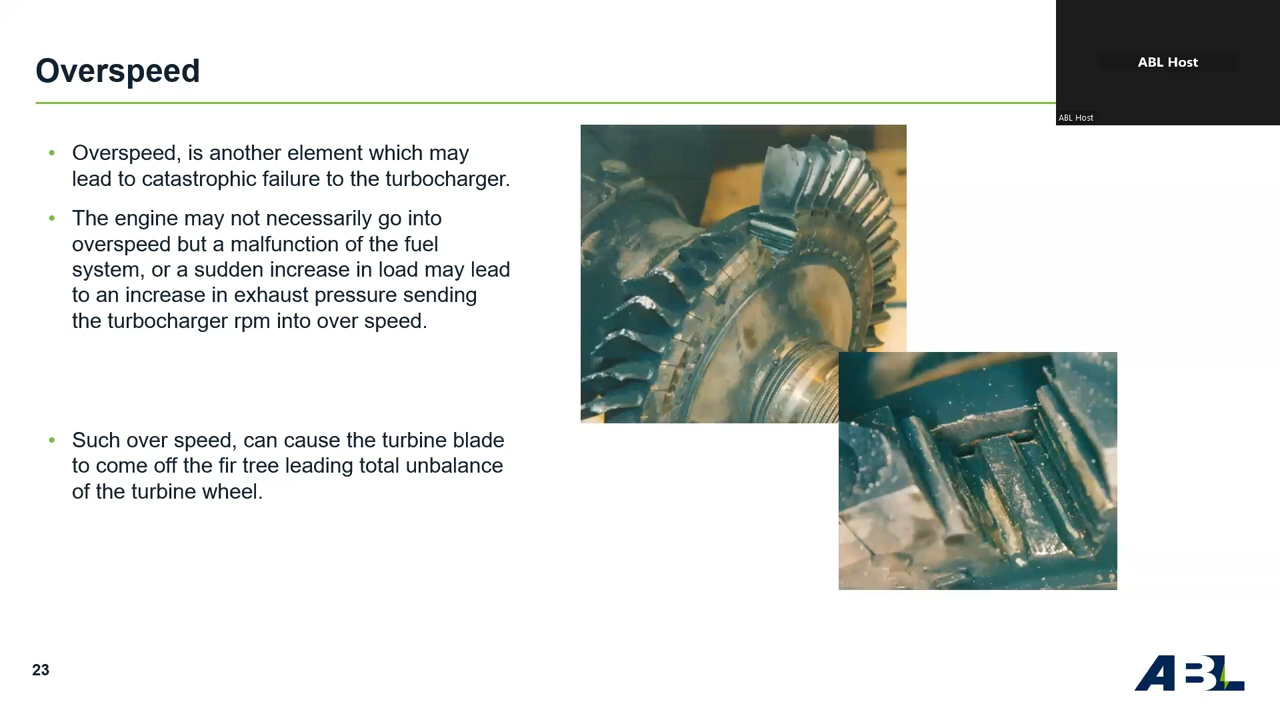 Overspeed
ABL Host
ABL Host
• Overspeed, is another element which may
lead to catastrophic failure to the turbocharger.
• The engine may not necessarily go into
overspeed but a malfunction of the fuel
system, or a sudden increase in load may lead
to an increase in exhaust pressure sending
the turbocharger rpm into over speed.
• Such over speed, can cause the turbine blade
to come off the fir tree leading total unbalance
of the turbine wheel.
23
ABL